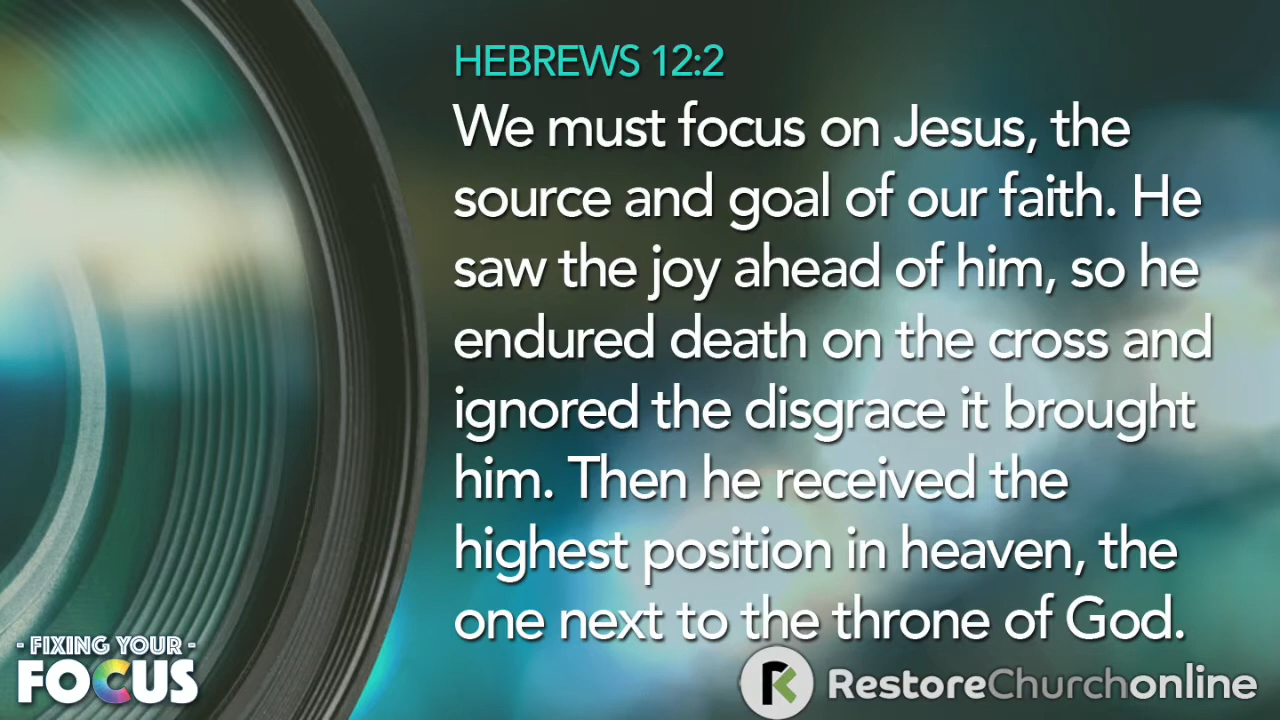 HEBREWS 12:2
We must focus on Jesus, the
source and goal of our faith. He
saw the joy ahead of him, so he
endured death on the cross and
ignored the disgrace it brought
him. Then he received the
highest position in heaven, the
one next to the throne of God.
- FIXING YOUR -
FOCUS
RestoreChurchonline